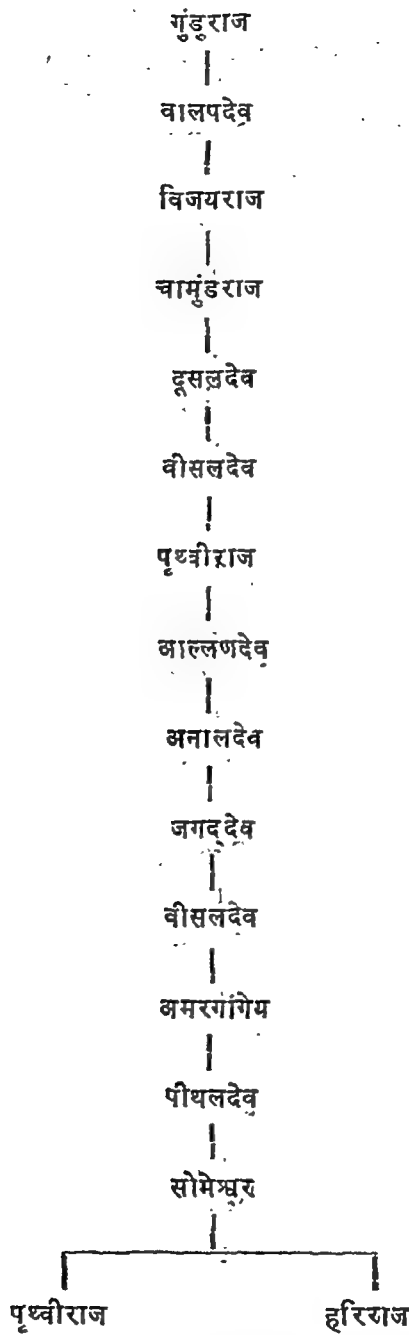 गुंडुराज
वालपदेव
विजयराज
चामुंडराज
दूसलदेव
वीसलदेव
पृथ्वीराज
आल्लणदेव
अनालदेव
जगद्देव
वीसलदेव
अमरगांगेय
पीथलदेव
सोमेश्वर
पृथ्वीराज हरिराज